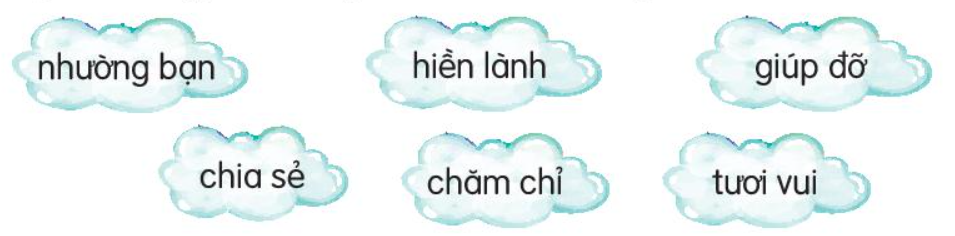 nhường bạn
hiền lành
giúp đỡ
chia sẻ
chăm chỉ
tươi vui